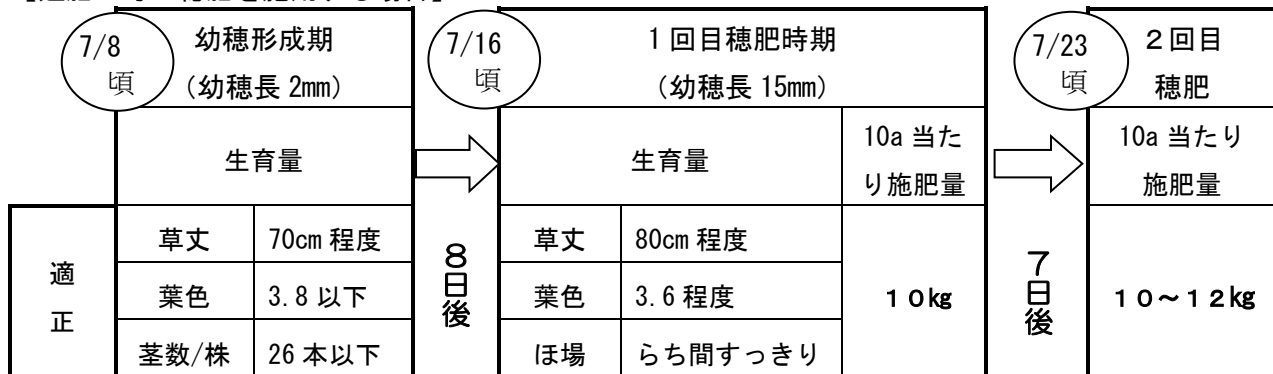 7/8
頃
幼穂形成期
（幼穂長 2mm）
7/16
頃
1 回目穂肥時期
（幼穂長 15mm）
7/23
頃
２回目
穂肥
生育量
生育量
10a 当た
り施肥量
10a 当たり
施肥量
適
正
草丈
70cm 程度
葉色
3.8 以下
茎数/株
26 本以下
８日後
草丈
80cm 程度
葉色
3.6 程度
ほ場
らち間すっきり
１０kg
７日後
１０～１２kg